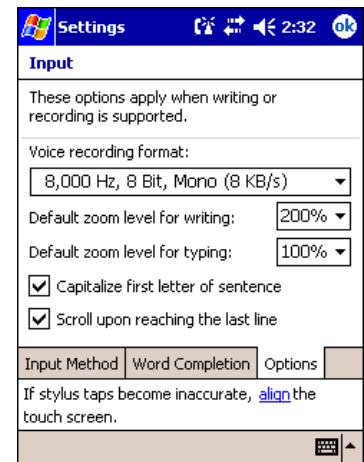 Settings 2:32 ok
Input
These options apply when writing or
recording is supported.
Voice recording format:
8,000 Hz, 8 Bit, Mono (8 KB/s)
Default zoom level for writing: 200%
Default zoom level for typing: 100%
Capitalize first letter of sentence
Scroll upon reaching the last line
Input Method Word Completion Options
If stylus taps become inaccurate, align the
touch screen.